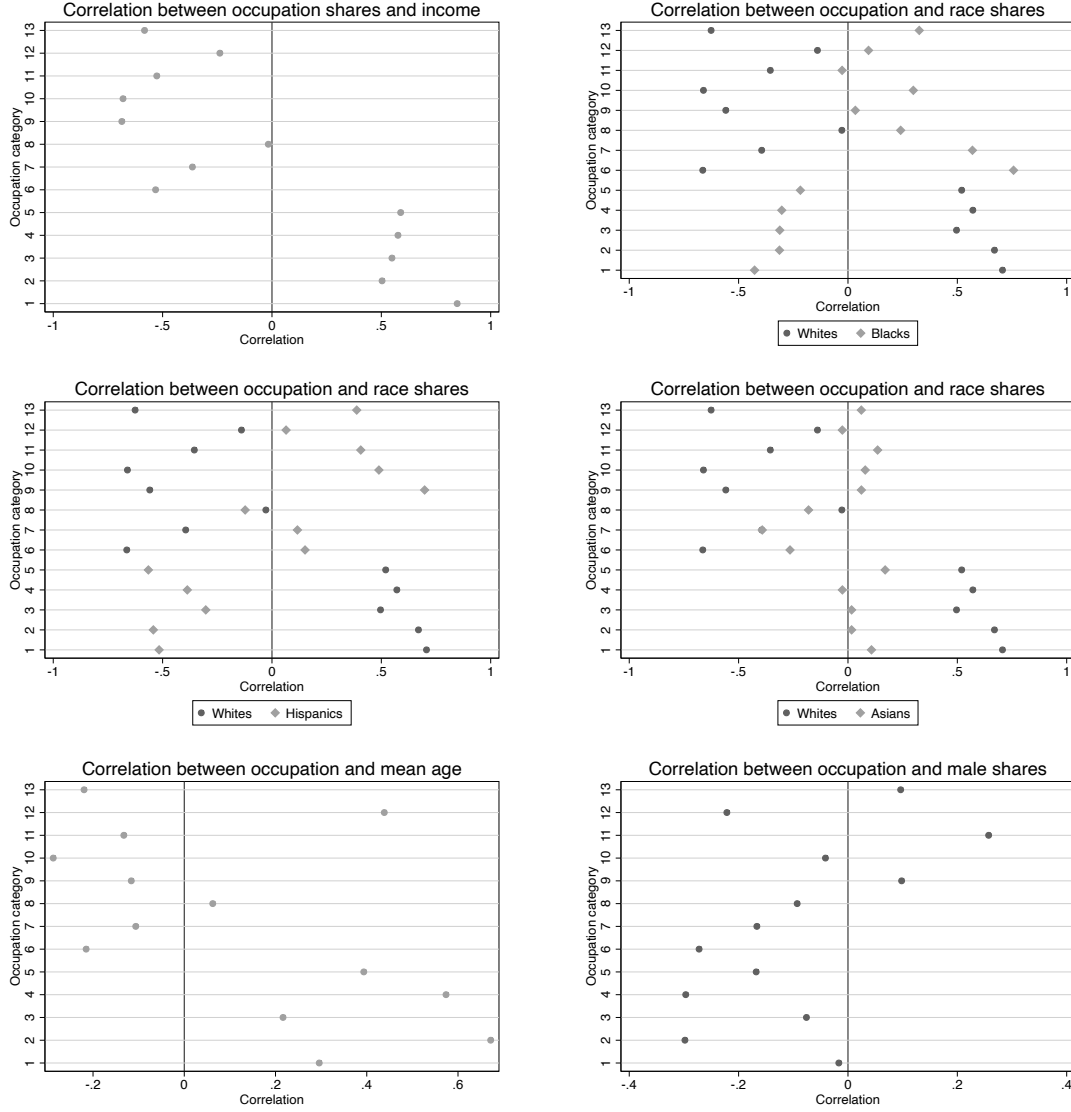 Correlation between occupation shares and income
Occupation category
13
12
11
10
9
8
7
6
5
4
3
2
1
-1 -.5 0 .5 1
Correlation
Correlation between occupation and race shares
Occupation category
13
12
11
10
9
8
7
6
5
4
3
2
1
-1 -.5 0 .5 1
Correlation
Whites Blacks
Correlation between occupation and race shares
Occupation category
13
12
11
10
9
8
7
6
5
4
3
2
1
-1 -.5 0 .5 1
Correlation
Whites Hispanics
Correlation between occupation and race shares
Occupation category
13
12
11
10
9
8
7
6
5
4
3
2
1
-1 -.5 0 .5 1
Correlation
Whites Asians
Correlation between occupation and mean age
Occupation category
13
12
11
10
9
8
7
6
5
4
3
2
1
-.2 0 .2 .4 .6
Correlation
Correlation between occupation and male shares
Occupation category
13
12
11
10
9
8
7
6
5
4
3
2
1
-.4 -.2 0 .2 .4
Correlation